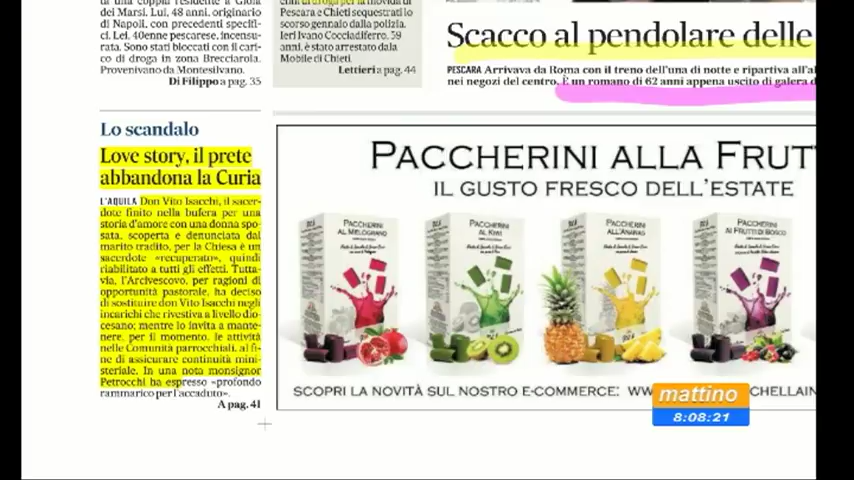 ta una coppia residente a Gioia
dei Marsi. Lui, 48 anni, originario
di Napoli, con precedenti specifi-
ci. Lei, 40enne pescarese, incensu-
rata. Sono stati bloccati con il cari-
co di droga in zona Brecciarola.
Provenivano da Montesilvano.
Di Filippo a pag. 35
Pescara e Chieti sequestrati lo
scorso gennaio dalla polizia.
Ieri Ivano Cocciadiferro, 59
anni, è stato arrestato dalla
Mobile di Chieti.
Lettieri a pag. 44
Scacco al pendolare delle
PESCARA Arrivava da Roma con il treno dell'una di notte e ripartiva all'al
nei negozi del centro. È un romano di 62 anni appena uscito di galera d
Lo scandalo
Love story, il prete
abbandona la Curia
L'AQUILA Don Vito Isacchi, il sacer-
dote finito nella bufera per una
storia d'amore con una donna spo-
sata, scoperta e denunciata dal
marito tradito, per la Chiesa è un
sacerdote «recuperato», quindi
riabilitato a tutti gli effetti. Tutta-
via, l'Arcivescovo, per ragioni di
opportunità pastorale, ha deciso
di sostituire don Vito Isacchi negli
incarichi che rivestiva a livello dio-
cesano; mentre lo invita a mante-
nere, per il momento, le attività
nelle Comunità parrocchiali, al fi-
ne di assicurare continuità mini-
steriale. In una nota monsignor
Petrocchi ha espresso «profondo
rammarico per l'accaduto».
A pag. 41
PACCHERINI ALLA FRUT
IL GUSTO FRESCO DELL'ESTATE
PACCHERINI
AL MELOGRANO
PACCHERINI
AL KIWI
PACCHERINI
ALL'ANANAS
PACCHERINI
AI FRUTTI DI BOSCO
SCOPRI LA NOVITÀ SUL NOSTRO E-COMMERCE: WW
CHELLAIN
mattino
8:08:21